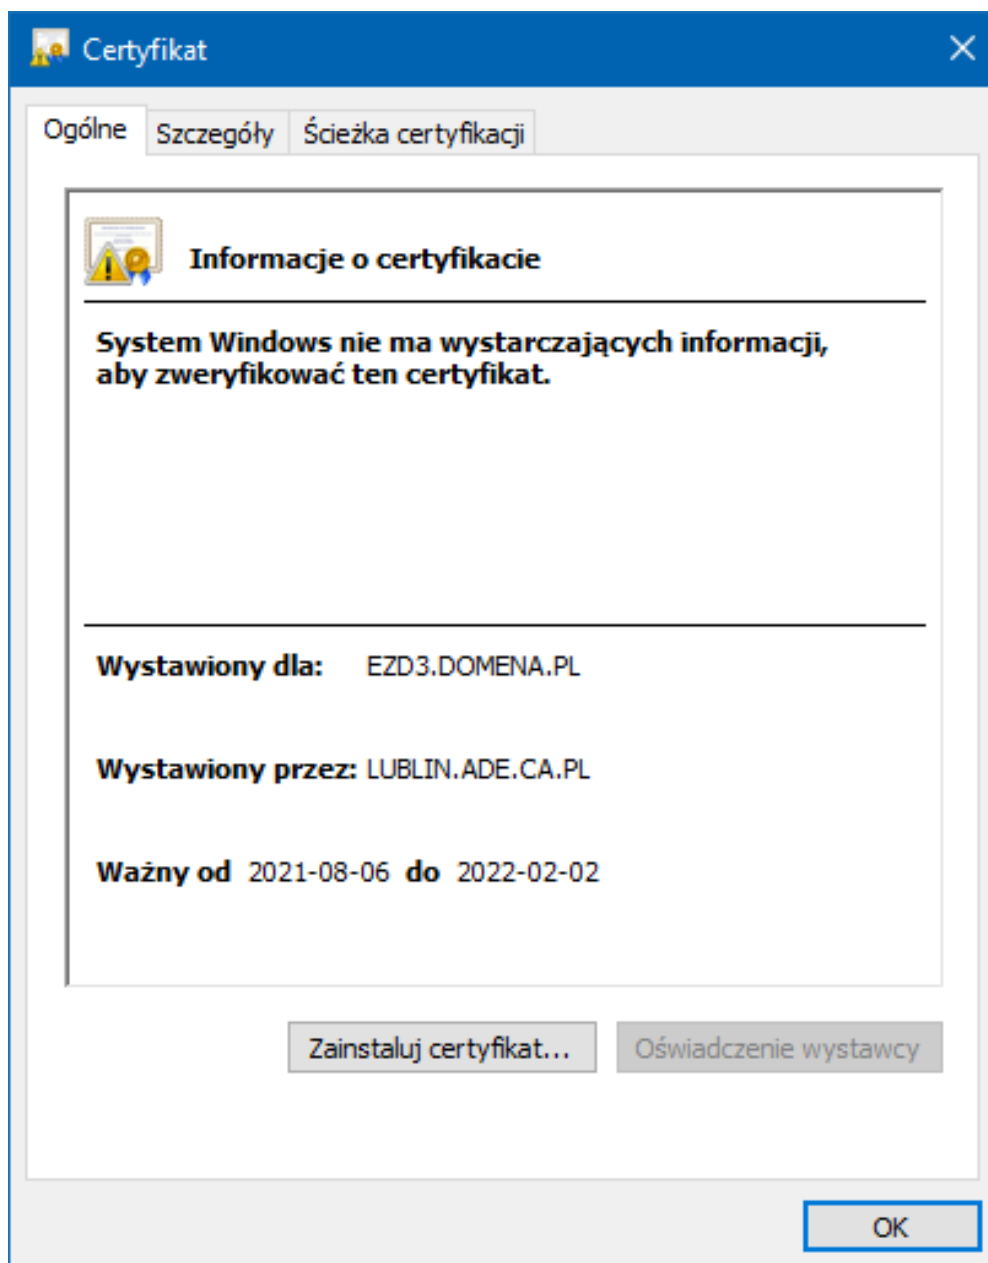 Certyfikat
Ogólne Szczegóły Ścieżka certyfikacji
Informacje o certyfikacie
System Windows nie ma wystarczających informacji,
aby zweryfikować ten certyfikat.
Wystawiony dla: EZD3.DOMENA.PL
Wystawiony przez: LUBLIN.ADE.CA.PL
Ważny od 2021-08-06 do 2022-02-02
Zainstaluj certyfikat... Oświadczenie wystawcy
OK